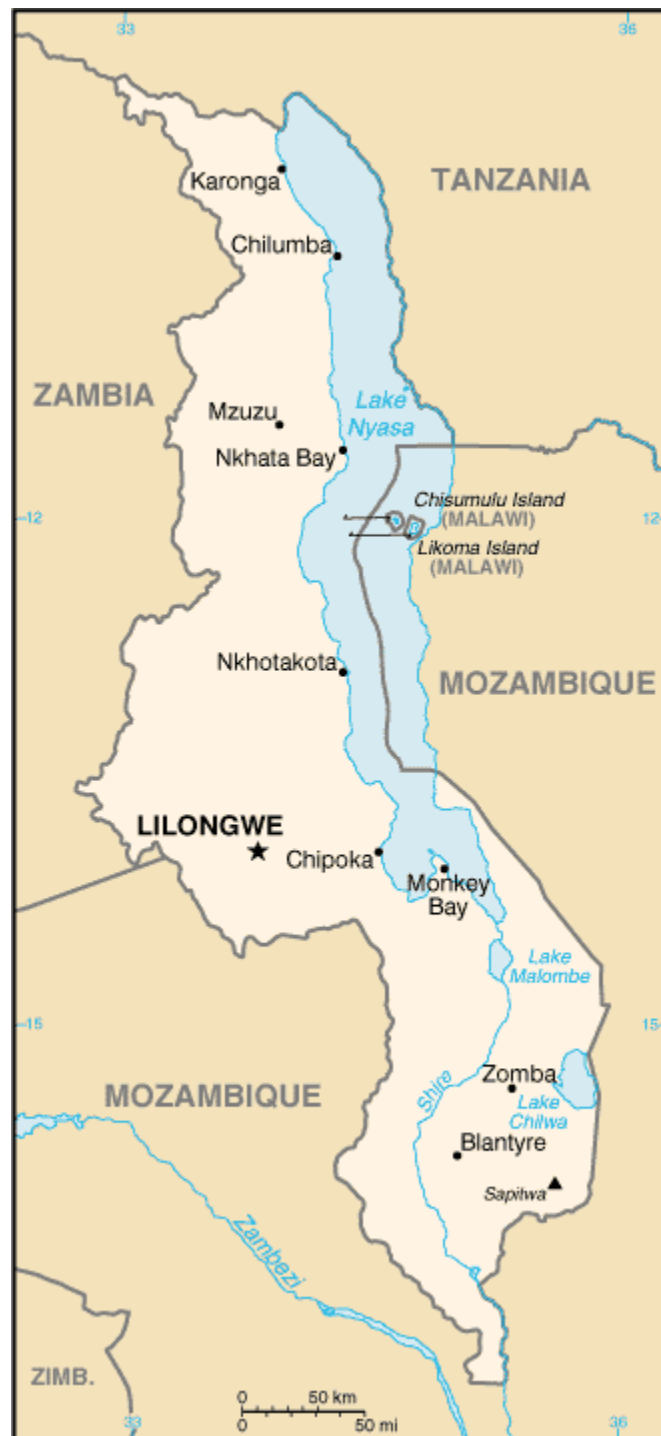 33
36
TANZANIA
Karonga
Chilumba
ZAMBIA
Lake
Nyasa
Mzuzu
Nkhata Bay
Chisumulu Island
(MALAWI)
12
12
Likoma Island
(MALAWI)
Nkhotakota
MOZAMBIQUE
LILONGWE
Chipoka
Monkey
Bay
Lake
Malombe
15
15
Zomba
Shire
MOZAMBIQUE
Lake
Chilwa
Blantyre
Sapitwa
Zambezi
ZIMB.
0 50 km
0 50 mi
33
36